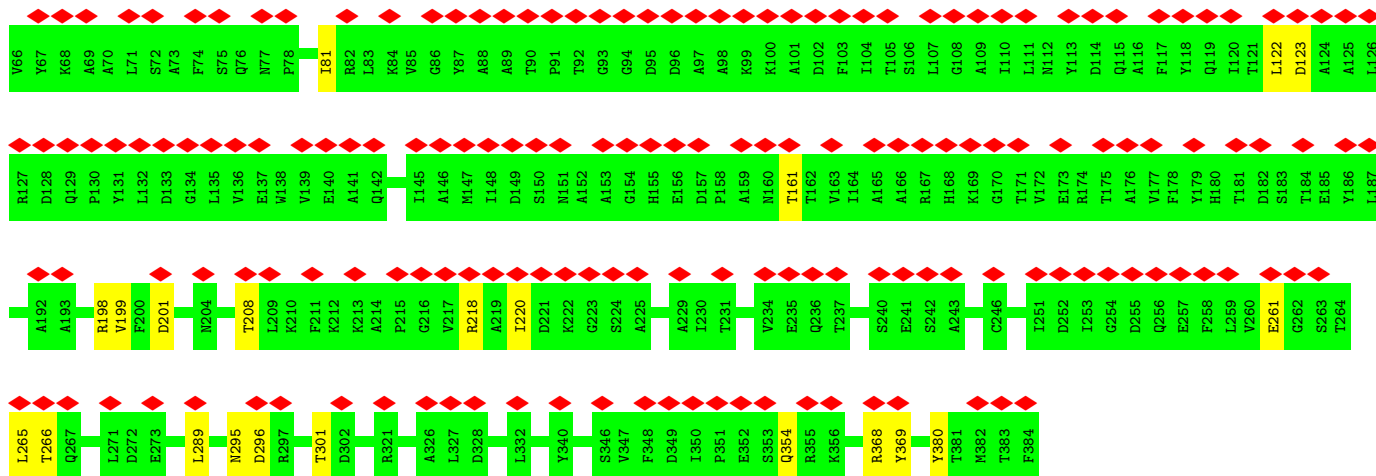 V66 Y67 K68 A69 A70 L71 S72 A73 F74 S75 Q76 N77 P78 I81 R82 L83 K84 V85 G86 Y87 A88 A89 T90 P91 T92 G93 G94 D95 D96 A97 A98 K99 K100 A101 D102 F103 I104 T105 S106 L107 G108 A109 I110 L111 N112 Y113 D114 Q115 A116 F117 Y118 Q119 I120 T121 L122 D123 A124 A125 L126
R127 D128 Q129 P130 Y131 L132 D133 G134 L135 V136 E137 W138 V139 E140 A141 Q142 I145 A146 M147 I148 D149 S150 N151 A152 A153 G154 H155 E156 D157 P158 A159 N160 T161 T162 V163 I164 A165 A166 R167 H168 K169 G170 T171 V172 E173 R174 T175 A176 V177 F178 Y179 H180 T181 D182 S183 T184 E185 Y186 L187
A192 A193 R198 V199 F200 D201 N204 T208 L209 K210 F211 K212 K213 A214 P215 G216 V217 R218 A219 I220 D221 K222 G223 S224 A225 A229 I230 T231 V234 E235 Q236 T237 S240 E241 S242 A243 C246 I251 D252 I253 G254 D255 Q256 E257 F258 L259 V260 E261 G262 S263 T264
L265 T266 Q267 L271 D272 E273 L289 N295 D296 R297 T301 D302 R321 A326 L327 D328 L332 Y340 S346 V347 F348 D349 I350 P351 E352 S353 Q354 R355 K356 R368 Y369 Y380 T381 M382 T383 F384